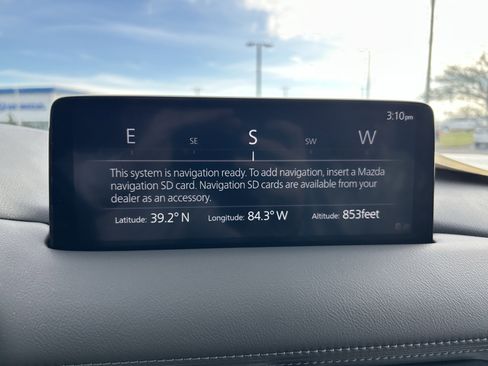 3:10pm
E SE S SW W
This system is navigation ready. To add navigation, insert a Mazda
navigation SD card. Navigation SD cards are available from your
dealer as an accessory.
Latitude: 39.2° N Longitude: 84.3° W Altitude: 853feet